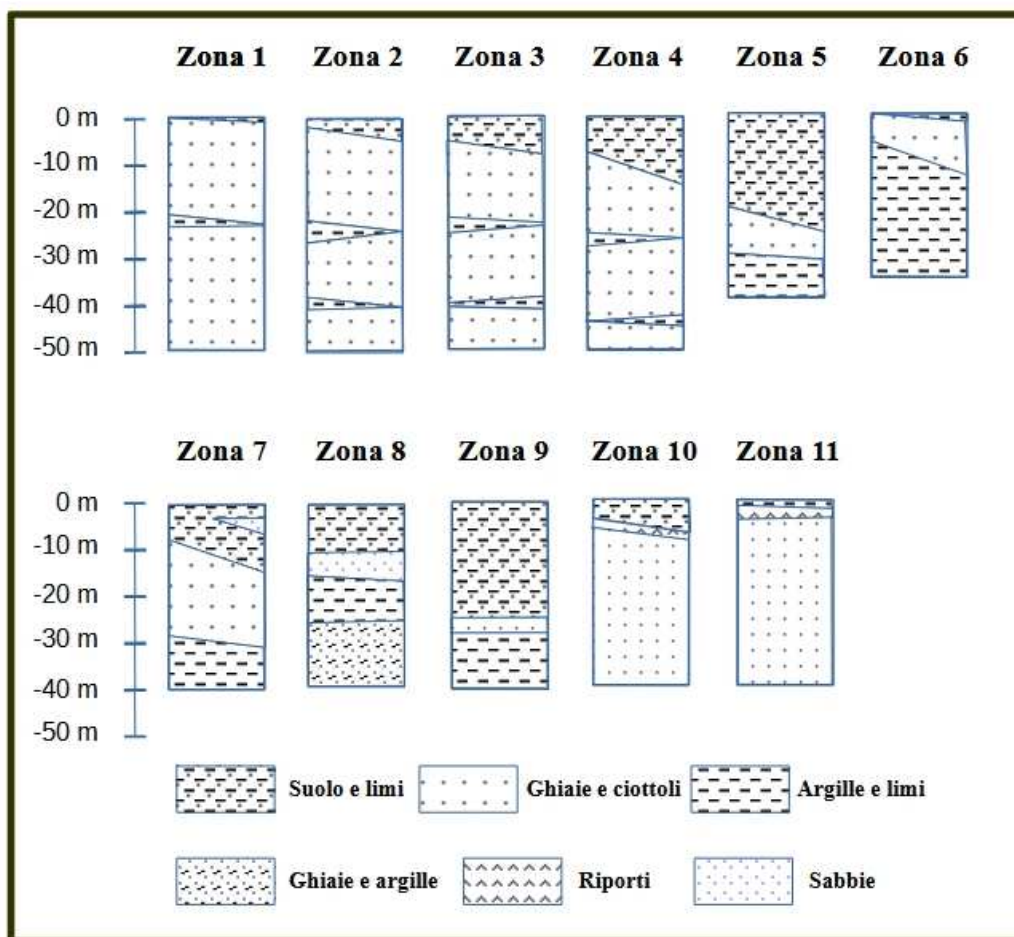 Zona 1 Zona 2 Zona 3 Zona 4 Zona 5 Zona 6
0 m
-10 m
-20 m
-30 m
-40 m
-50 m
Zona 7 Zona 8 Zona 9 Zona 10 Zona 11
0 m
-10 m
-20 m
-30 m
-40 m
-50 m
Suolo e limi Ghiaie e ciottoli Argille e limi
Ghiaie e argille Riporti Sabbie